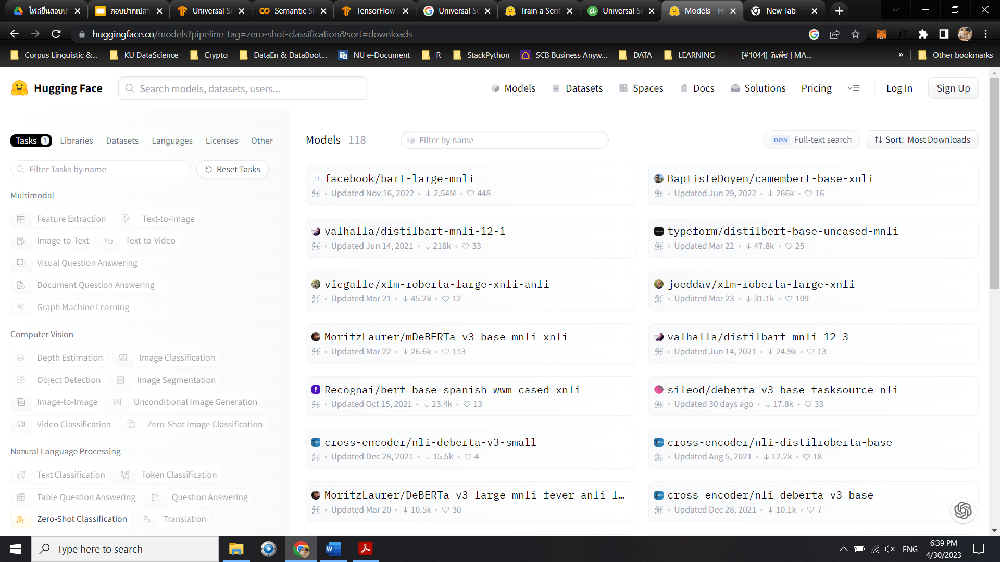 ไฟล์ยื่นสอบป
สอบปากเปล่า
Universal Se
Semantic Si
TensorFlow
Universal Se
Train a Sent
Universal Se
Models - H
New Tab
huggingface.co/models?pipeline_tag=zero-shot-classification&sort=downloads
Corpus Linguistic &...
KU DataScience
Crypto
DataEn & DataBoot...
NU e-Document
R
StackPython
SCB Business Anyw...
DATA
LEARNING
[#1044] วันพีซ | MA...
»
Other bookmarks
Hugging Face
Search models, datasets, users...
Models
Datasets
Spaces
Docs
Solutions
Pricing
Log In
Sign Up
Tasks 1
Libraries
Datasets
Languages
Licenses
Other
Filter Tasks by name
Reset Tasks
Multimodal
Feature Extraction
Text-to-Image
Image-to-Text
Text-to-Video
Visual Question Answering
Document Question Answering
Graph Machine Learning
Computer Vision
Depth Estimation
Image Classification
Object Detection
Image Segmentation
Image-to-Image
Unconditional Image Generation
Video Classification
Zero-Shot Image Classification
Natural Language Processing
Text Classification
Token Classification
Table Question Answering
Question Answering
Zero-Shot Classification
Translation
Models 118
Filter by name
new Full-text search
Sort: Most Downloads
facebook/bart-large-mnli
• Updated Nov 16, 2022 • ↓ 2.54M • ♡ 448
BaptisteDoyen/camembert-base-xnli
• Updated Jun 29, 2022 • ↓ 266k • ♡ 16
valhalla/distilbart-mnli-12-1
• Updated Jun 14, 2021 • ↓ 216k • ♡ 33
typeform/distilbert-base-uncased-mnli
• Updated Mar 22 • ↓ 47.8k • ♡ 25
vicgalle/xlm-roberta-large-xnli-anli
• Updated Mar 21 • ↓ 45.2k • ♡ 12
joeddav/xlm-roberta-large-xnli
• Updated Mar 23 • ↓ 31.1k • ♡ 109
MoritzLaurer/mDeBERTa-v3-base-mnli-xnli
• Updated Mar 22 • ↓ 26.6k • ♡ 113
valhalla/distilbart-mnli-12-3
• Updated Jun 14, 2021 • ↓ 24.9k • ♡ 13
Recognai/bert-base-spanish-wwm-cased-xnli
• Updated Oct 15, 2021 • ↓ 23.4k • ♡ 13
sileod/deberta-v3-base-tasksource-nli
• Updated 30 days ago • ↓ 17.8k • ♡ 33
cross-encoder/nli-deberta-v3-small
• Updated Dec 28, 2021 • ↓ 15.5k • ♡ 4
cross-encoder/nli-distilroberta-base
• Updated Aug 5, 2021 • ↓ 12.2k • ♡ 18
MoritzLaurer/DeBERTa-v3-large-mnli-fever-anli-l...
• Updated Mar 20 • ↓ 10.5k • ♡ 30
cross-encoder/nli-deberta-v3-base
• Updated Dec 28, 2021 • ↓ 10.1k • ♡ 7
Type here to search
ENG
6:39 PM
4/30/2023